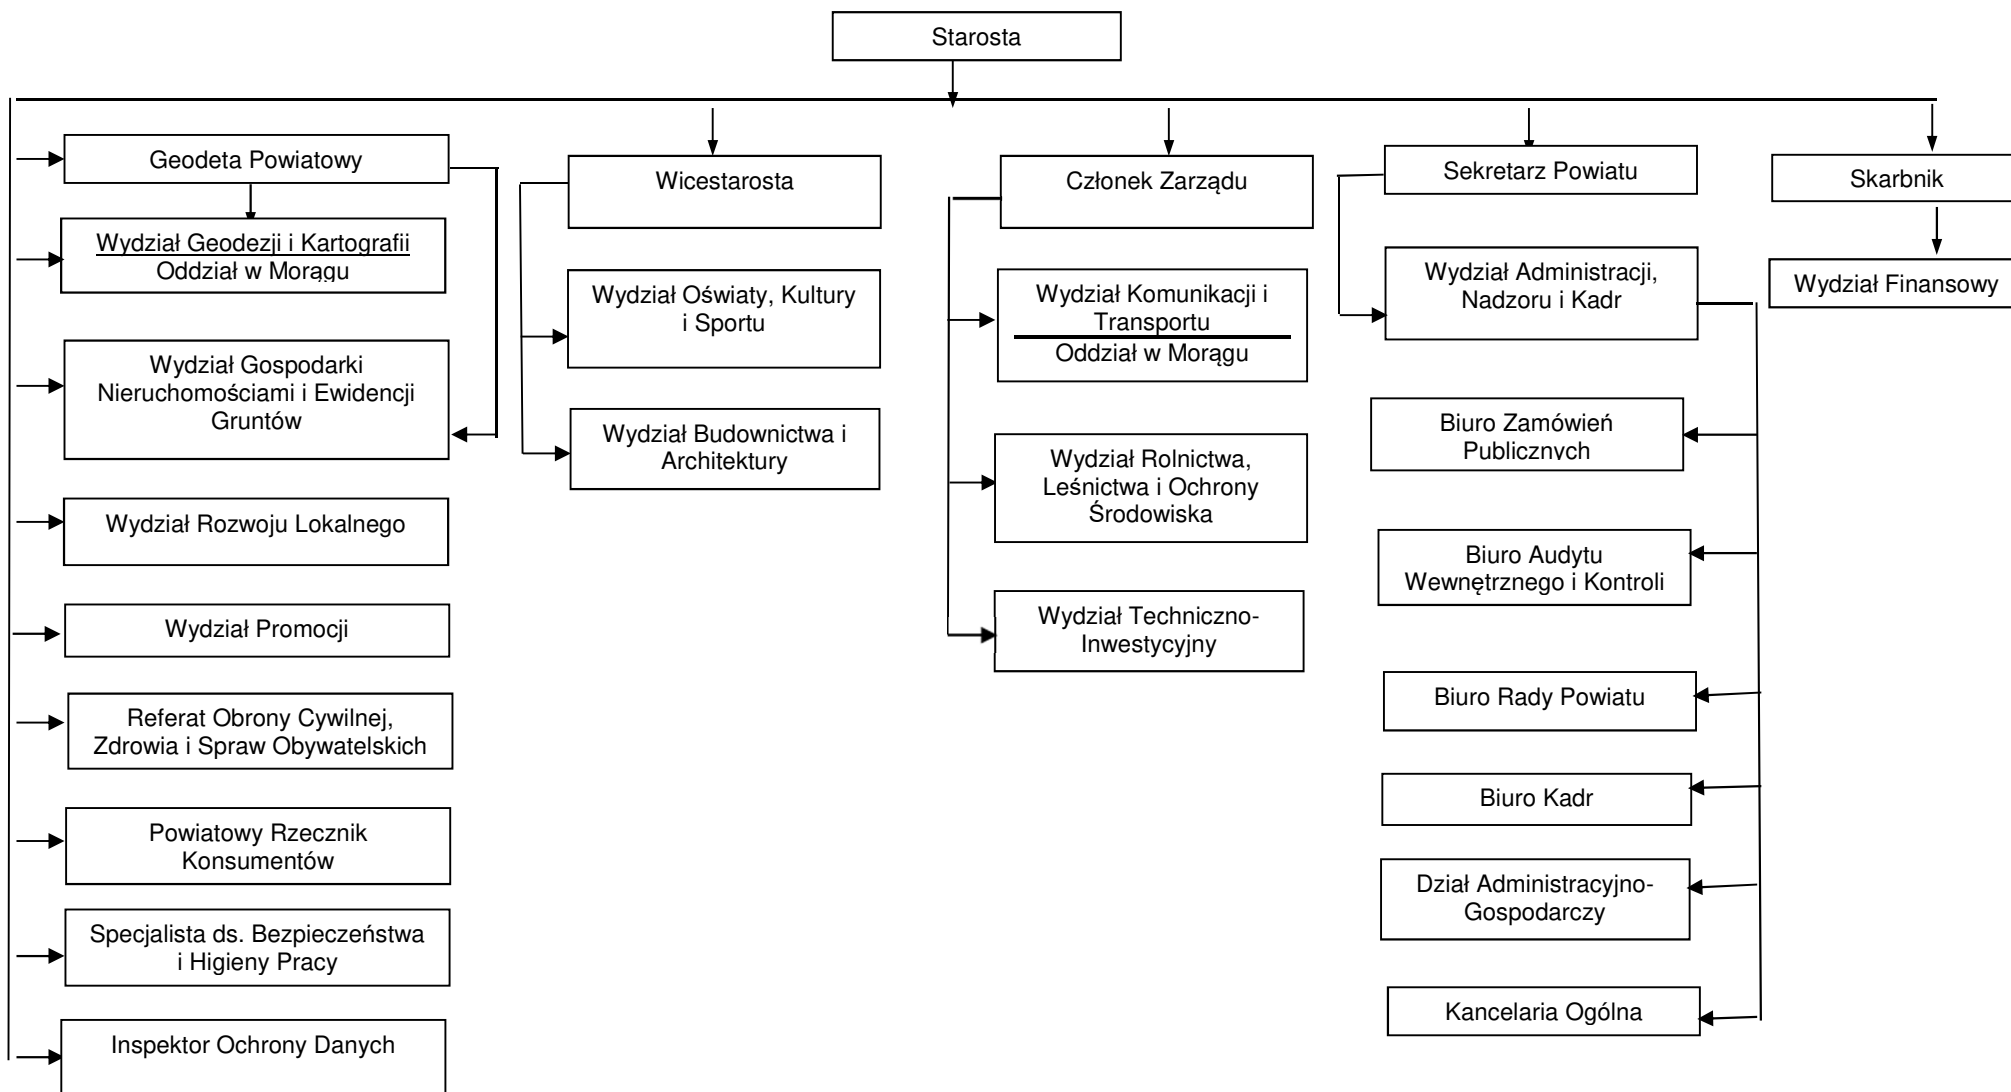 Starosta
Geodeta Powiatowy
Wydział Geodezji i Kartografii
Oddział w Morągu
Wydział Gospodarki
Nieruchomościami i Ewidencji
Gruntów
Wydział Rozwoju Lokalnego
Wydział Promocji
Referat Obrony Cywilnej,
Zdrowia i Spraw Obywatelskich
Powiatowy Rzecznik
Konsumentów
Specjalista ds. Bezpieczeństwa
i Higieny Pracy
Inspektor Ochrony Danych
Wicestarosta
Wydział Oświaty, Kultury
i Sportu
Wydział Budownictwa i
Architektury
Członek Zarządu
Wydział Komunikacji i
Transportu
Oddział w Morągu
Wydział Rolnictwa,
Leśnictwa i Ochrony
Środowiska
Wydział Techniczno-
Inwestycyjny
Sekretarz Powiatu
Wydział Administracji,
Nadzoru i Kadr
Biuro Zamówień
Publicznych
Biuro Audytu
Wewnętrznego i Kontroli
Biuro Rady Powiatu
Biuro Kadr
Dział Administracyjno-
Gospodarczy
Kancelaria Ogólna
Skarbnik
Wydział Finansowy